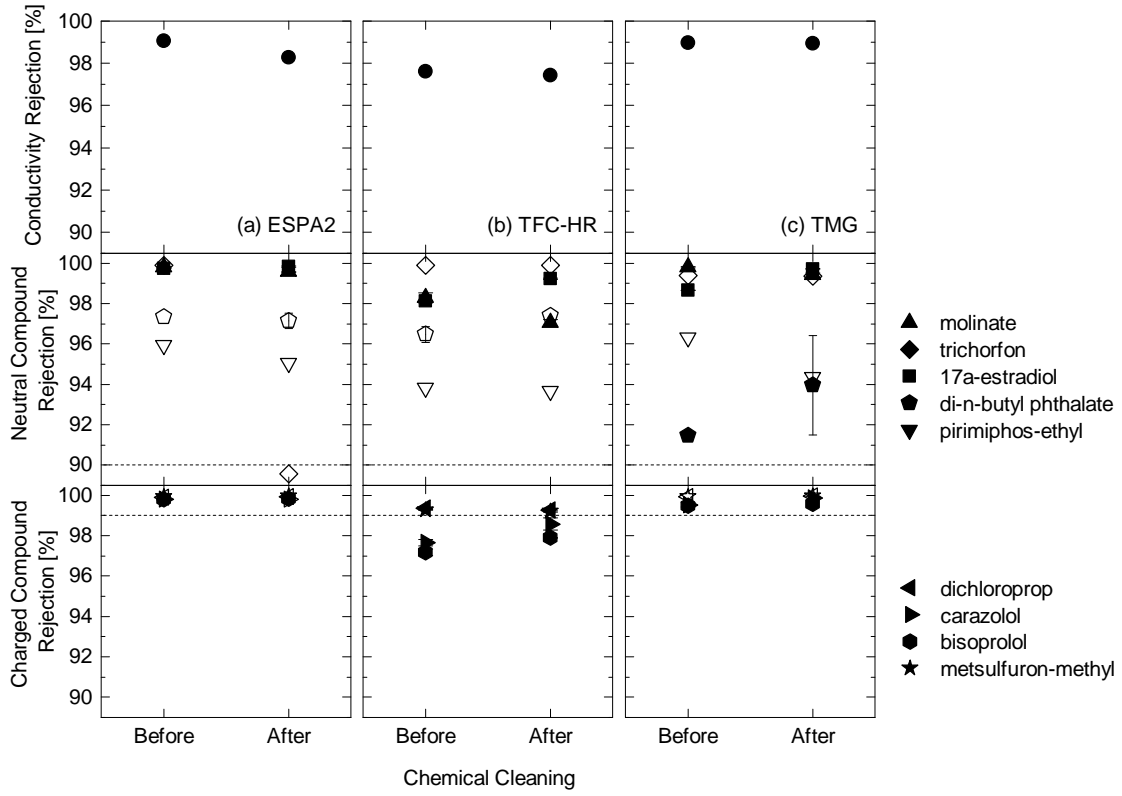 Conductivity Rejection [%]
100
98
96
94
92
90
(a) ESPA2
(b) TFC-HR
(c) TMG
Neutral Compound
Rejection [%]
100
98
96
94
92
90
molinate
trichorfon
17a-estradiol
di-n-butyl phthalate
pirimiphos-ethyl
Charged Compound
Rejection [%]
100
98
96
94
92
90
dichloroprop
carazolol
bisoprolol
metsulfuron-methyl
Before After Before After Before After
Chemical Cleaning